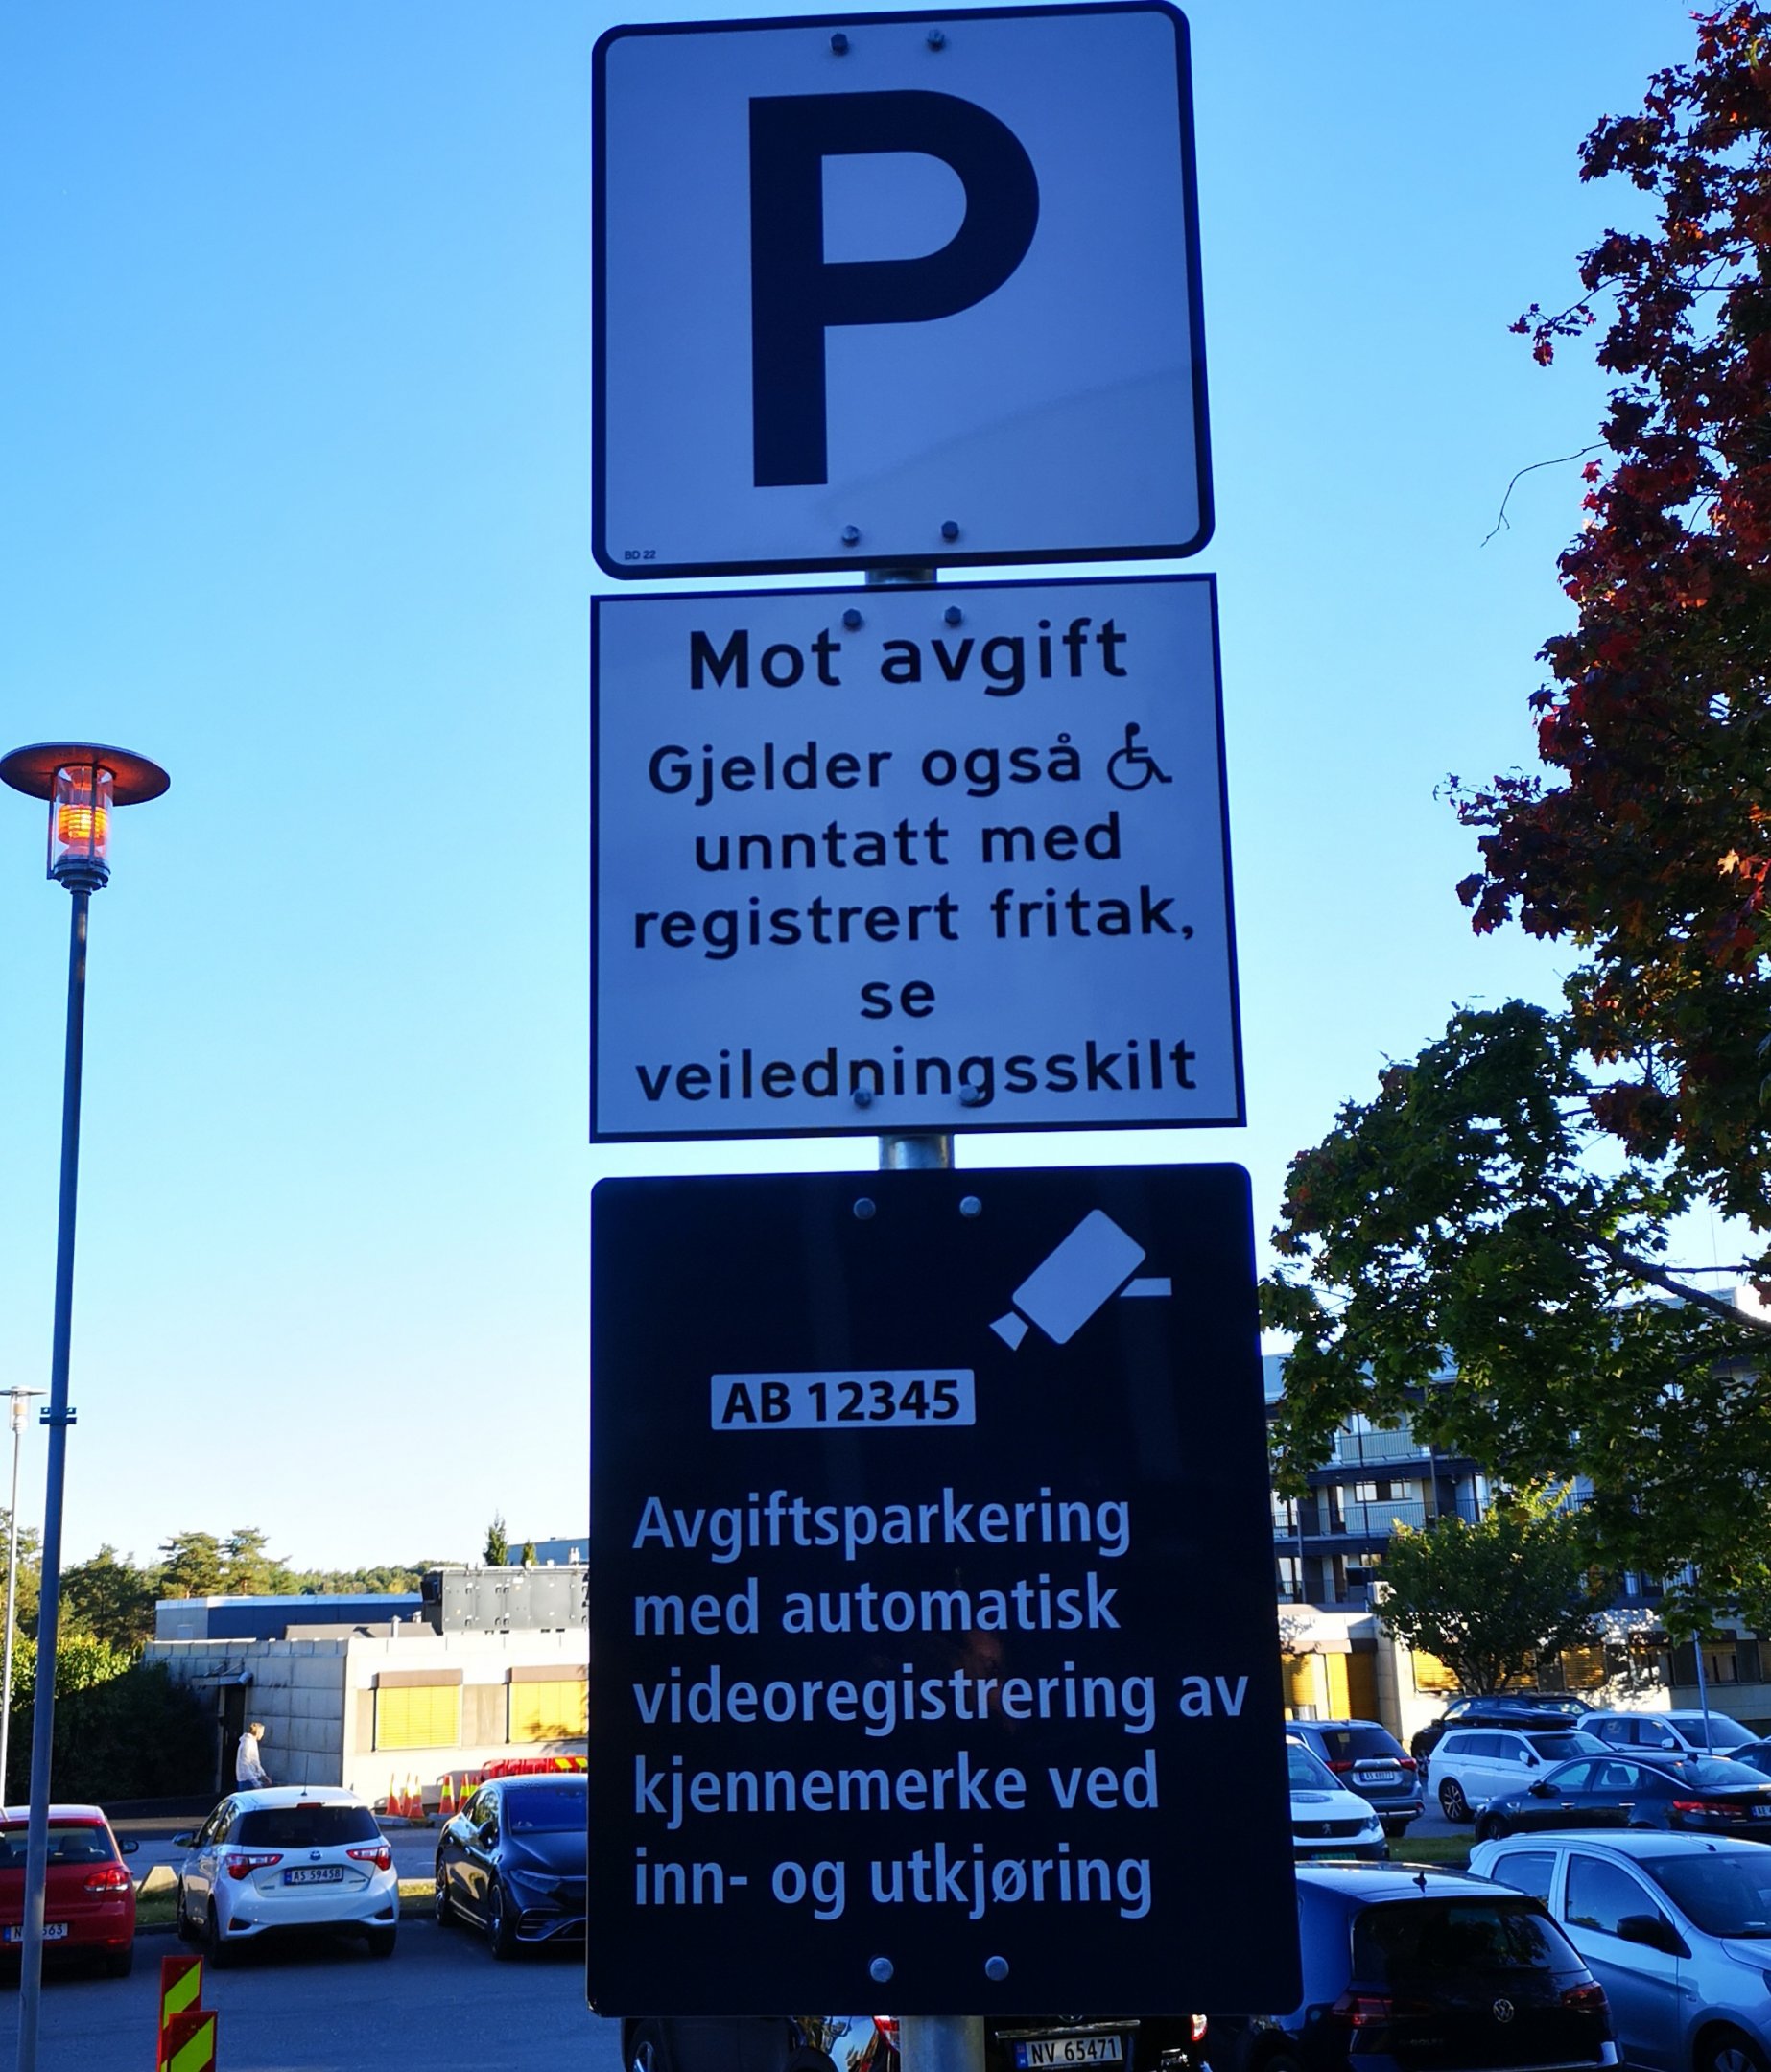 P
BD 22
Mot avgift
Gjelder også
unntatt med
registrert fritak,
se
veiledningsskilt
AB 12345
Avgiftsparkering
med automatisk
videoregistrering av
kjennemerke ved
inn- og utkjøring
AS 59458
NV 65471